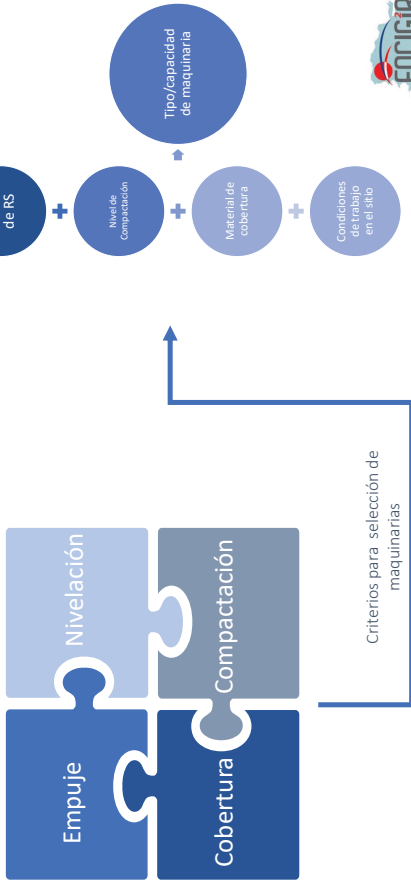 Empuje
Nivelación
Cobertura
Compactación
Criterios para selección de
maquinarias
de RS
Nivel de
Compactación
Material de
cobertura
Condiciones
de trabajo
en el sitio
Tipo/capacidad
de maquinaria